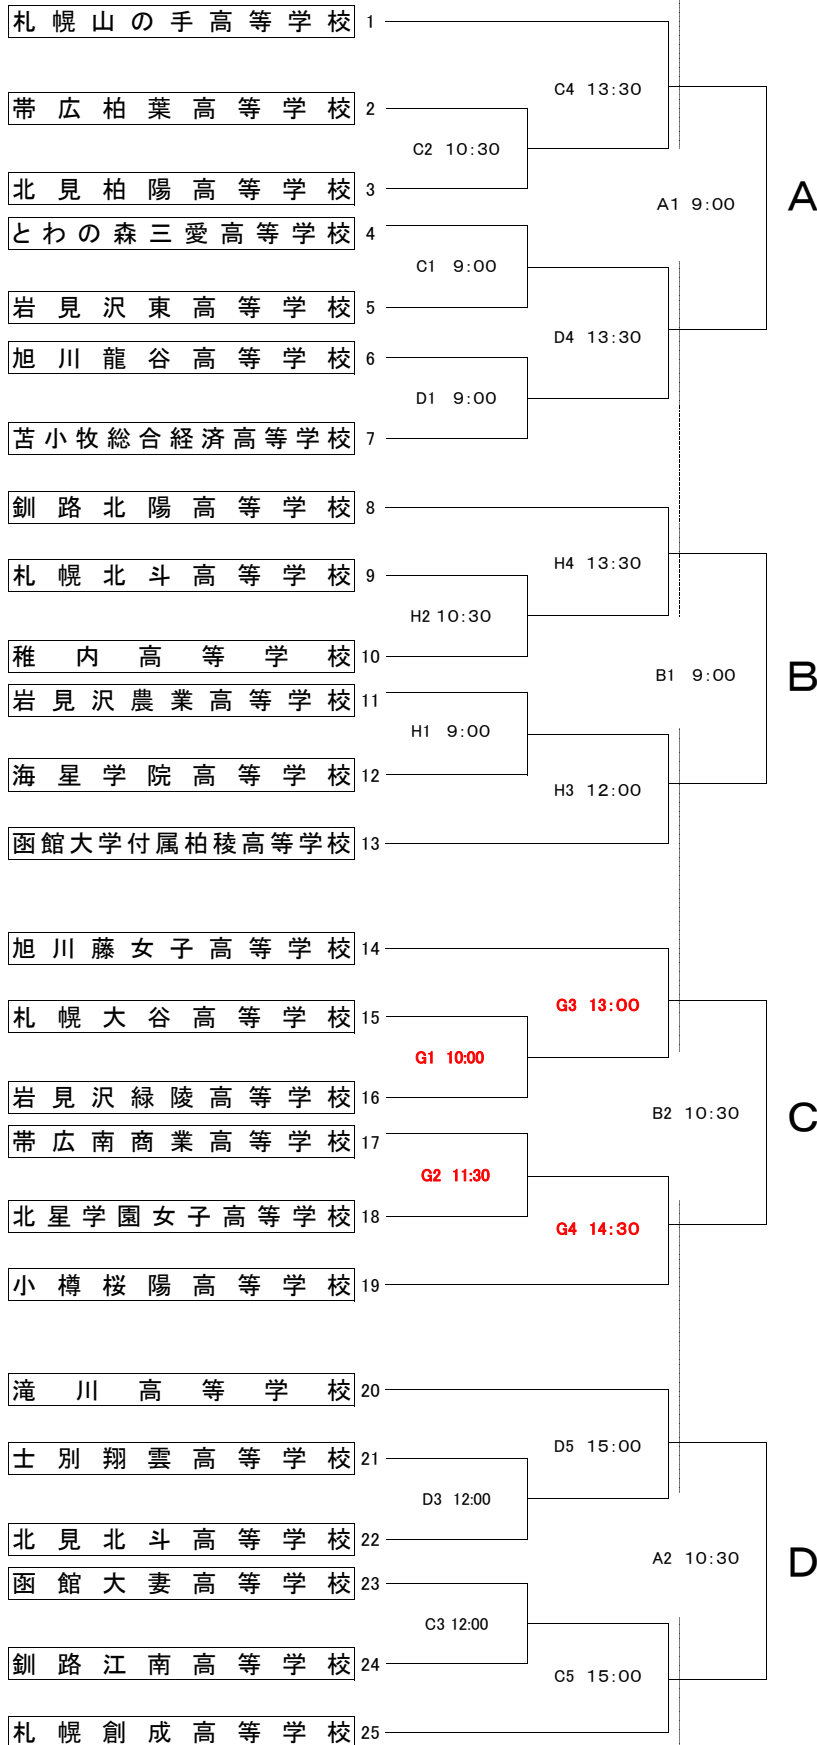 札幌山の手高等学校 1
C4 13:30
帯広柏葉高等学校 2
C2 10:30
北見柏陽高等学校 3
A1 9:00
A
とわの森三愛高等学校 4
C1 9:00
岩見沢東高等学校 5
D4 13:30
旭川龍谷高等学校 6
D1 9:00
苫小牧総合経済高等学校 7
釧路北陽高等学校 8
H4 13:30
札幌北斗高等学校 9
H2 10:30
稚内高等学校 10
B1 9:00
B
岩見沢農業高等学校 11
H1 9:00
海星学院高等学校 12
H3 12:00
函館大学付属柏稜高等学校 13
旭川藤女子高等学校 14
G3 13:00
札幌大谷高等学校 15
G1 10:00
岩見沢緑陵高等学校 16
B2 10:30
C
帯広南商業高等学校 17
G2 11:30
北星学園女子高等学校 18
G4 14:30
小樽桜陽高等学校 19
滝川高等学校 20
D5 15:00
士別翔雲高等学校 21
D3 12:00
北見北斗高等学校 22
A2 10:30
D
函館大妻高等学校 23
C3 12:00
釧路江南高等学校 24
C5 15:00
札幌創成高等学校 25